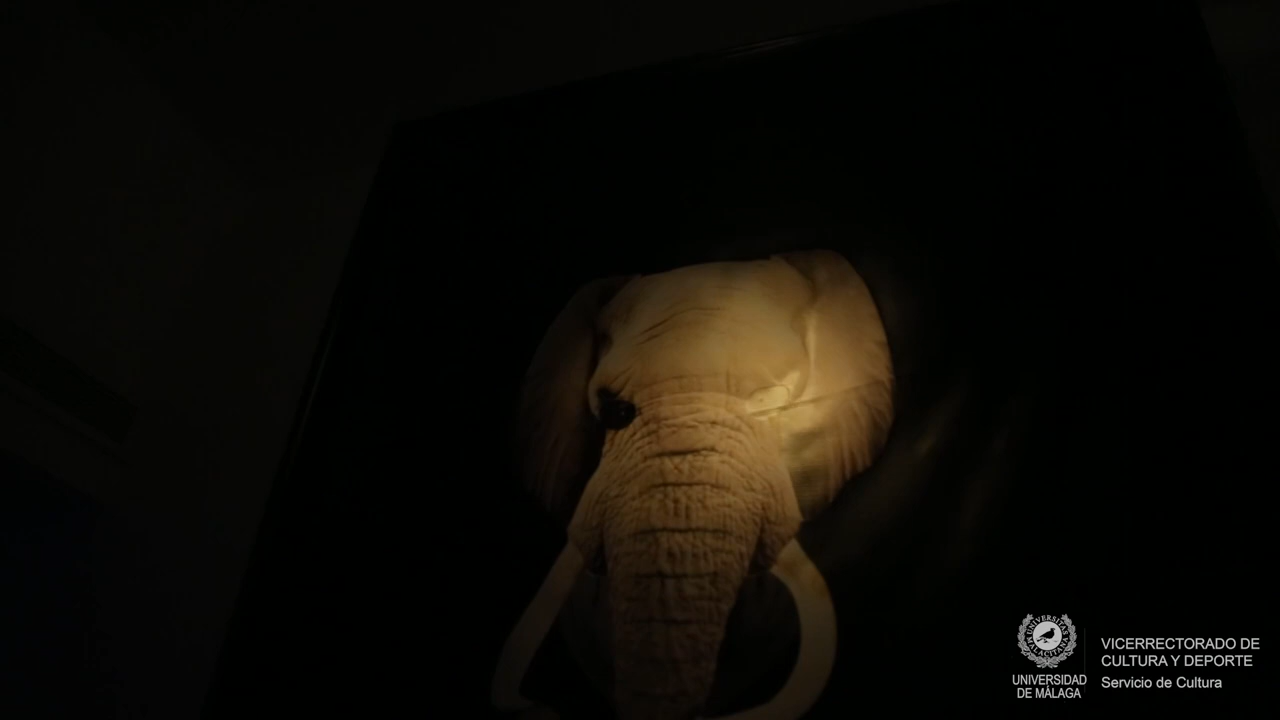 UNIVERSITAS MALACITANA
UNIVERSIDAD
DE MÁLAGA
VICERRECTORADO DE
CULTURA Y DEPORTE
Servicio de Cultura